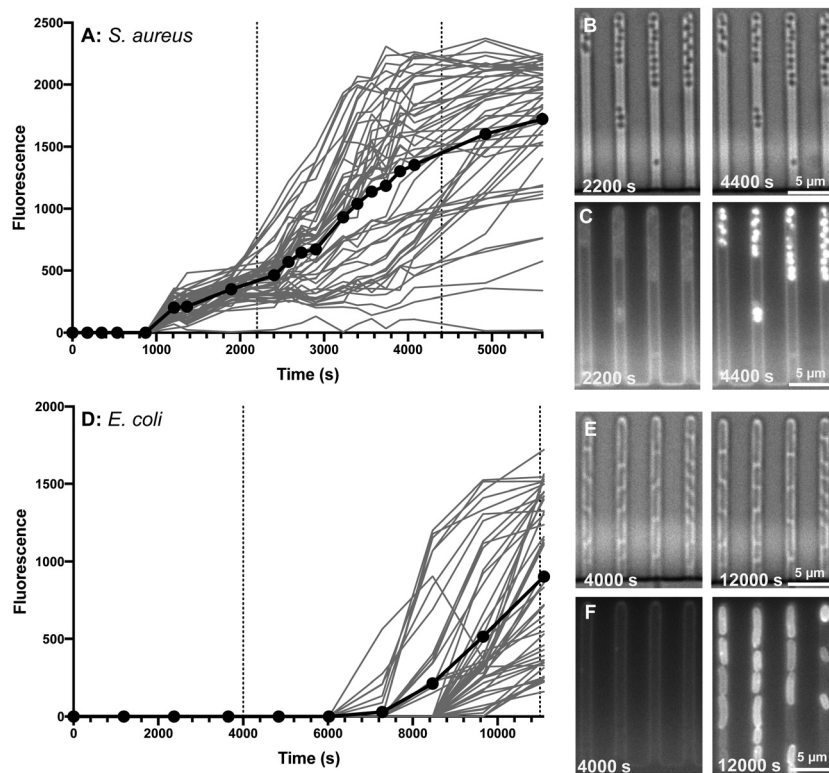 A: S. aureus
2500
2000
1500
1000
500
0
Fluorescence
0
1000
2000
3000
4000
5000
Time (s)
B
2200 s
4400 s
5 µm
C
2200 s
4400 s
5 µm
D: E. coli
2000
1500
1000
500
0
Fluorescence
0
2000
4000
6000
8000
10000
Time (s)
E
4000 s
12000 s
5 µm
F
4000 s
12000 s
5 µm